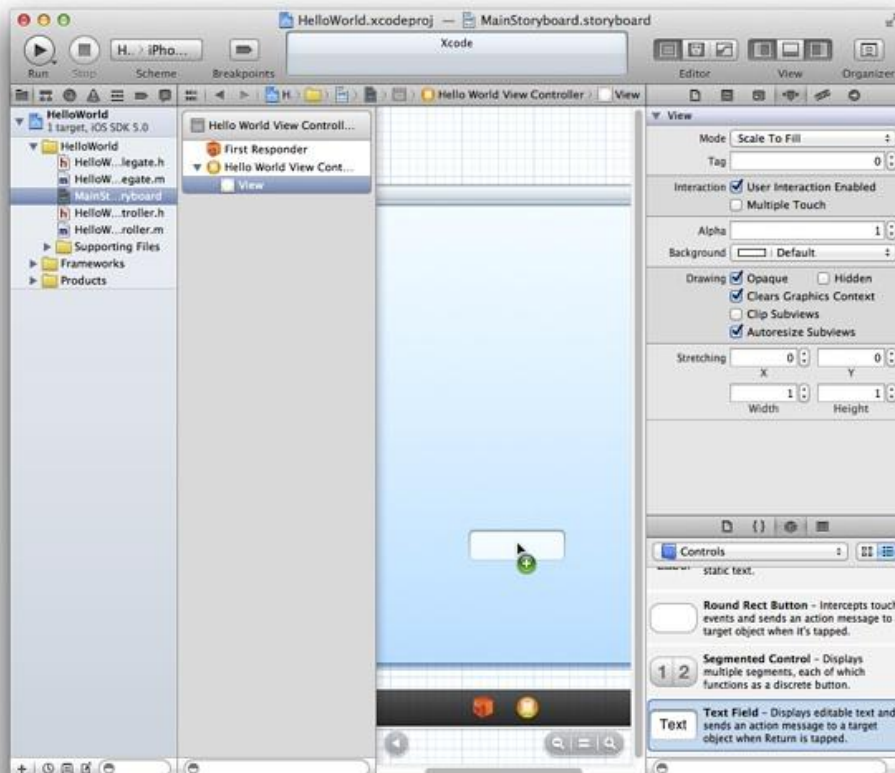 HelloWorld.xcodeproj — MainStoryboard.storyboard
H... iPho...
Xcode
Run Stop Scheme Breakpoints Editor View Organizer
H. Hello World View Controller View
HelloWorld
1 target, iOS SDK 5.0
HelloWorld
HelloW...legate.h
HelloW...egate.m
MainSt...ryboard
HelloW...troller.h
HelloW...roller.m
Supporting Files
Frameworks
Products
Hello World View Controll...
First Responder
Hello World View Cont...
View
View
Mode Scale To Fill
Tag 0
Interaction User Interaction Enabled
Multiple Touch
Alpha 1
Background Default
Drawing Opaque Hidden
Clears Graphics Context
Clip Subviews
Autoresize Subviews
Stretching 0 0
X Y
1 1
Width Height
{}
Controls
static text.
Round Rect Button – Intercepts touch
events and sends an action message to
target object when it's tapped.
1 2
Segmented Control – Displays
multiple segments, each of which
functions as a discrete button.
Text
Text Field – Displays editable text and
sends an action message to a target
object when Return is tapped.